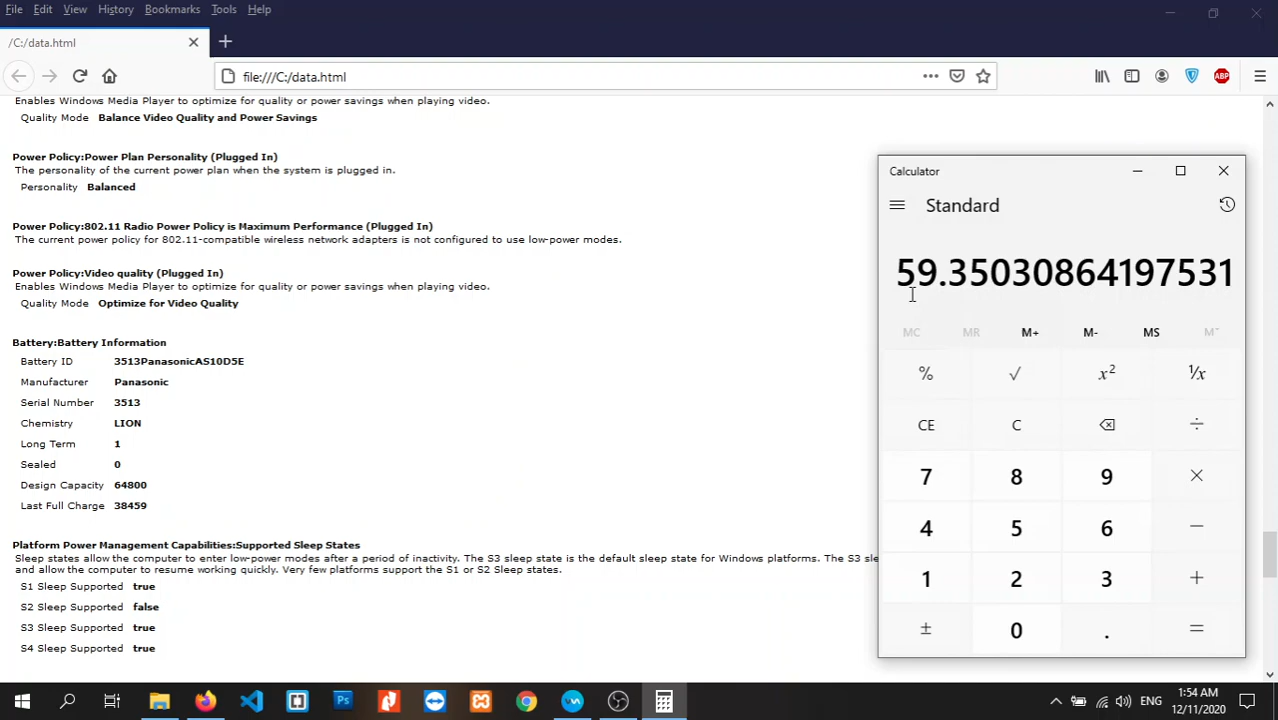 File Edit View History Bookmarks Tools Help
/C:/data.html
file:///C:/data.html
ABP
Enables Windows Media Player to optimize for quality or power savings when playing video.
Quality Mode Balance Video Quality and Power Savings
Power Policy:Power Plan Personality (Plugged In)
The personality of the current power plan when the system is plugged in.
Personality Balanced
Power Policy:802.11 Radio Power Policy is Maximum Performance (Plugged In)
The current power policy for 802.11-compatible wireless network adapters is not configured to use low-power modes.
Power Policy:Video quality (Plugged In)
Enables Windows Media Player to optimize for quality or power savings when playing video.
Quality Mode Optimize for Video Quality
Battery:Battery Information
Battery ID 3513PanasonicAS10D5E
Manufacturer Panasonic
Serial Number 3513
Chemistry LION
Long Term 1
Sealed 0
Design Capacity 64800
Last Full Charge 38459
Platform Power Management Capabilities:Supported Sleep States
Sleep states allow the computer to enter low-power modes after a period of inactivity. The S3 sleep state is the default sleep state for Windows platforms. The S3 sle
and allow the computer to resume working quickly. Very few platforms support the S1 or S2 Sleep states.
S1 Sleep Supported true
S2 Sleep Supported false
S3 Sleep Supported true
S4 Sleep Supported true
Calculator
Standard
59.35030864197531
MC MR M+ M- MS M˅
% √ x² ¹/x
CE C ⌫ ÷
7 8 9 ×
4 5 6 −
1 2 3 +
± 0 . =
Ps
ENG
1:54 AM
12/11/2020